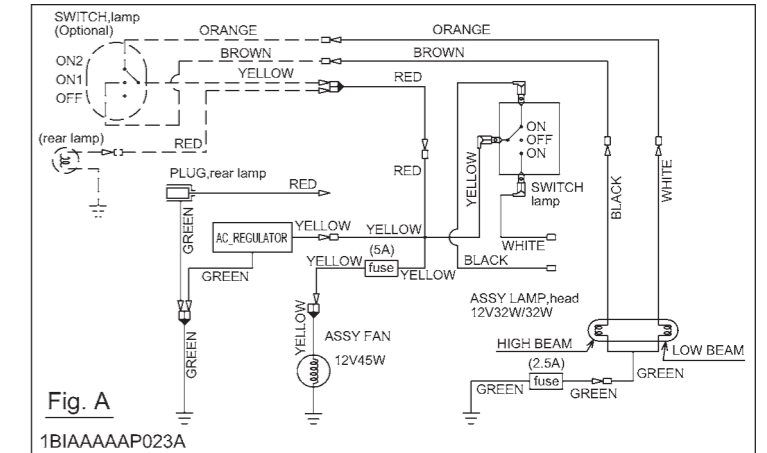 SWITCH,lamp
(Optional)
ORANGE
ORANGE
ON2
BROWN
BROWN
ON1
YELLOW
RED
OFF
ON
OFF
ON
(rear lamp)
RED
PLUG,rear lamp
RED
RED
YELLOW
SWITCH
lamp
BLACK
WHITE
GREEN
AC_REGULATOR
YELLOW
YELLOW
WHITE
(5A)
YELLOW
fuse
YELLOW
BLACK
GREEN
ASSY LAMP,head
12V32W/32W
YELLOW
ASSY FAN
12V45W
GREEN
HIGH BEAM
LOW BEAM
(2.5A)
GREEN
fuse
GREEN
GREEN
Fig. A
1BIAAAAAP023A